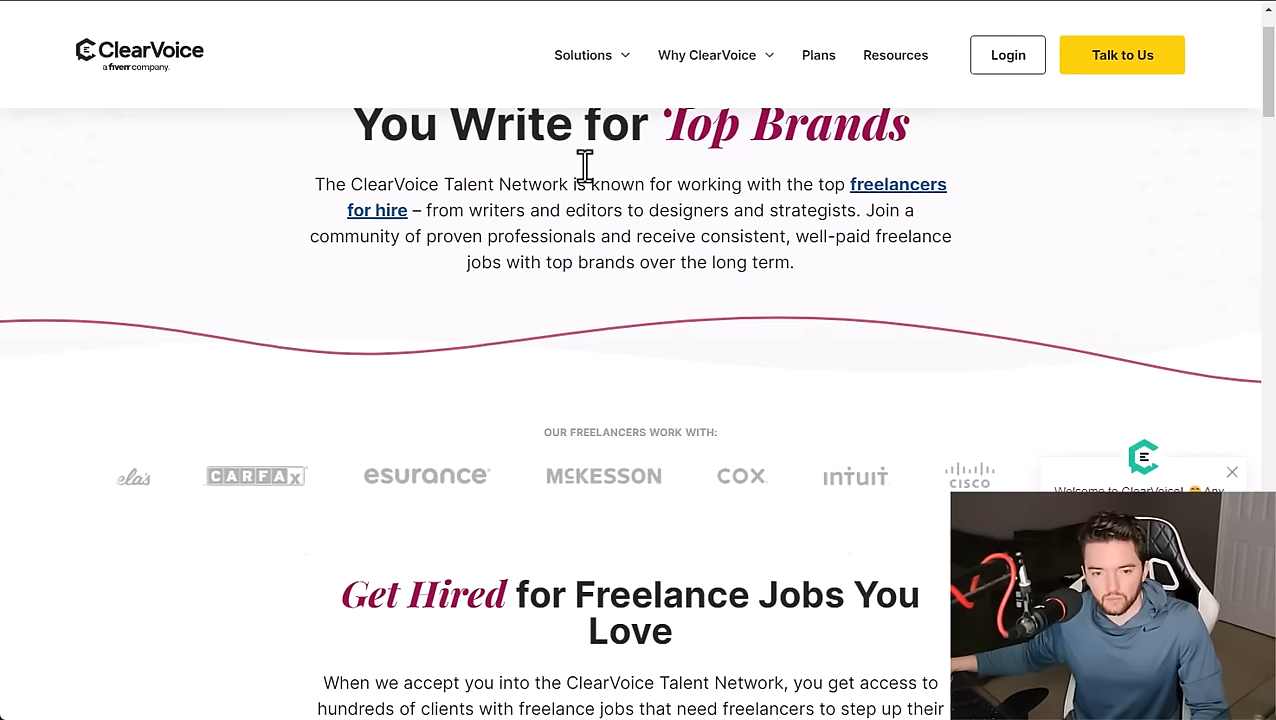 ClearVoice
a fiverr company.
Solutions
Why ClearVoice
Plans
Resources
Login
Talk to Us
You Write for Top Brands
The ClearVoice Talent Network is known for working with the top freelancers
for hire – from writers and editors to designers and strategists. Join a
community of proven professionals and receive consistent, well-paid freelance
jobs with top brands over the long term.
OUR FREELANCERS WORK WITH:
ela's
CARFAX
esurance
MCKESSON
COX
intuit
CISCO
Welcome to ClearVoice! 😊 Any
Get Hired for Freelance Jobs You
Love
When we accept you into the ClearVoice Talent Network, you get access to
hundreds of clients with freelance jobs that need freelancers to step up their